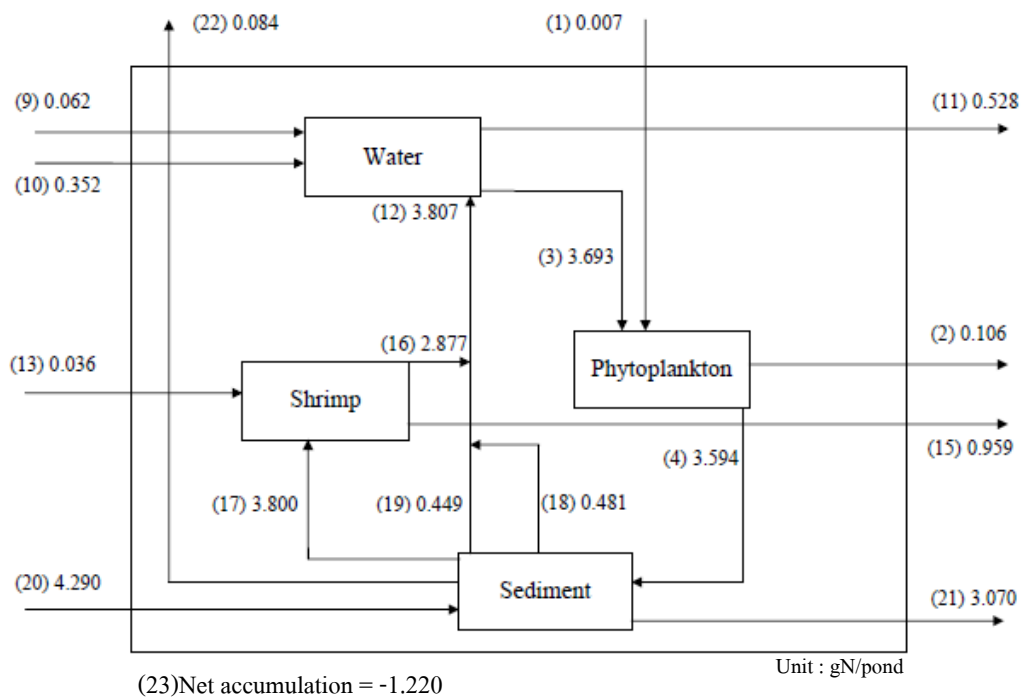 (22) 0.084
(1) 0.007
(9) 0.062
(11) 0.528
Water
(10) 0.352
(12) 3.807
(3) 3.693
(2) 0.106
(16) 2.877
(13) 0.036
Phytoplankton
Shrimp
(15) 0.959
(4) 3.594
(17) 3.800
(19) 0.449
(18) 0.481
(20) 4.290
Sediment
(21) 3.070
Unit : gN/pond
(23)Net accumulation = -1.220